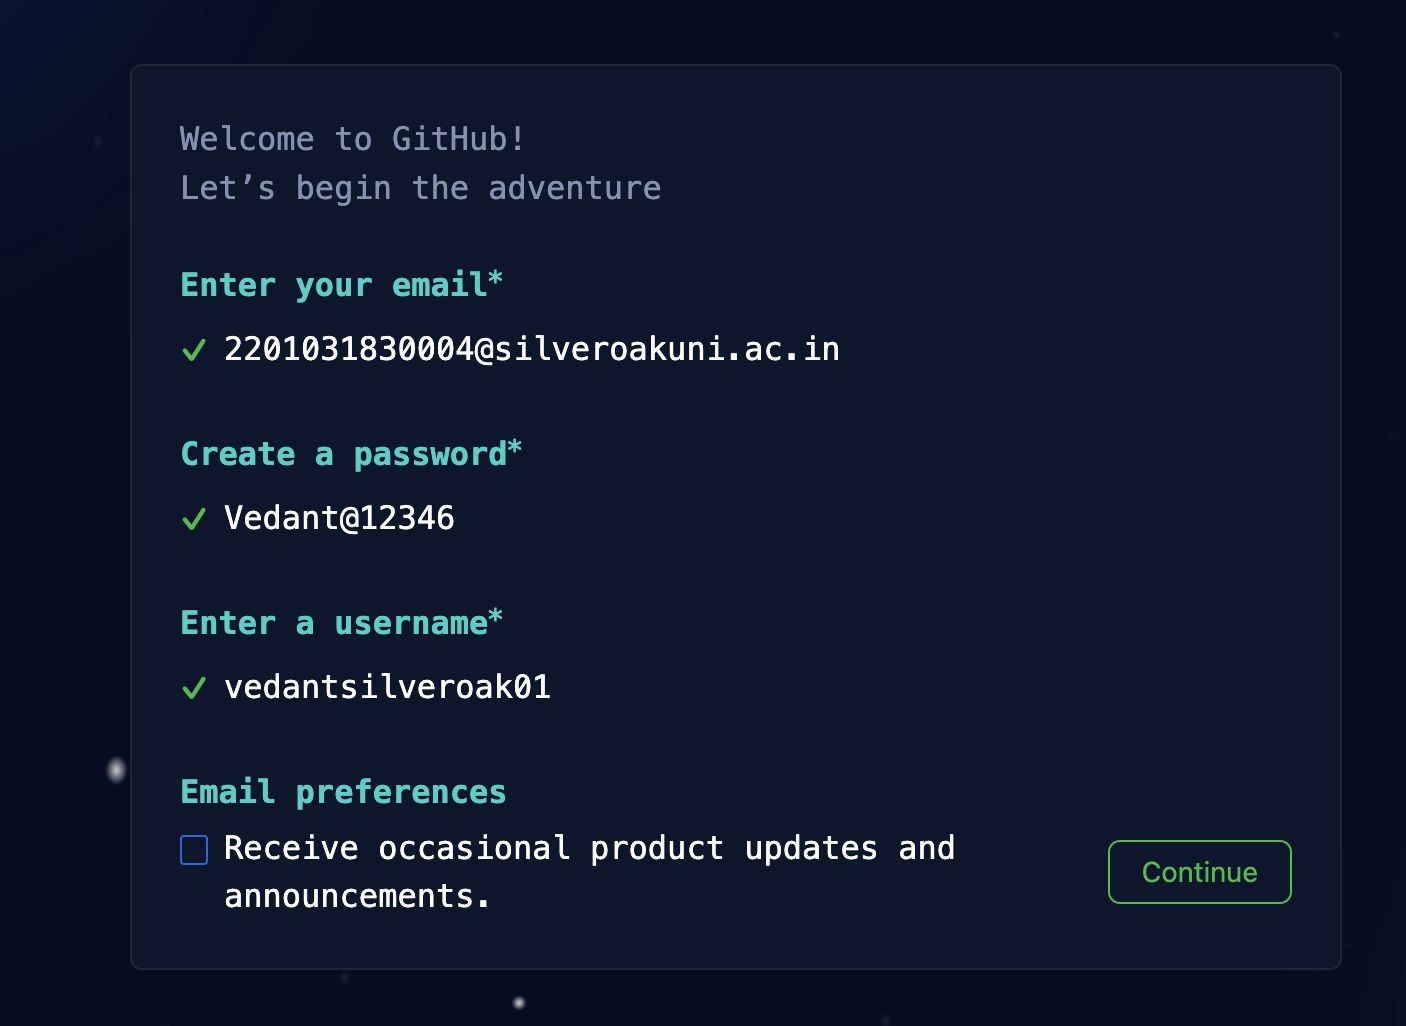 Welcome to GitHub!
Let’s begin the adventure
Enter your email*
2201031830004@silveroakuni.ac.in
Create a password*
Vedant@12346
Enter a username*
vedantsilveroak01
Email preferences
Receive occasional product updates and
announcements.
Continue